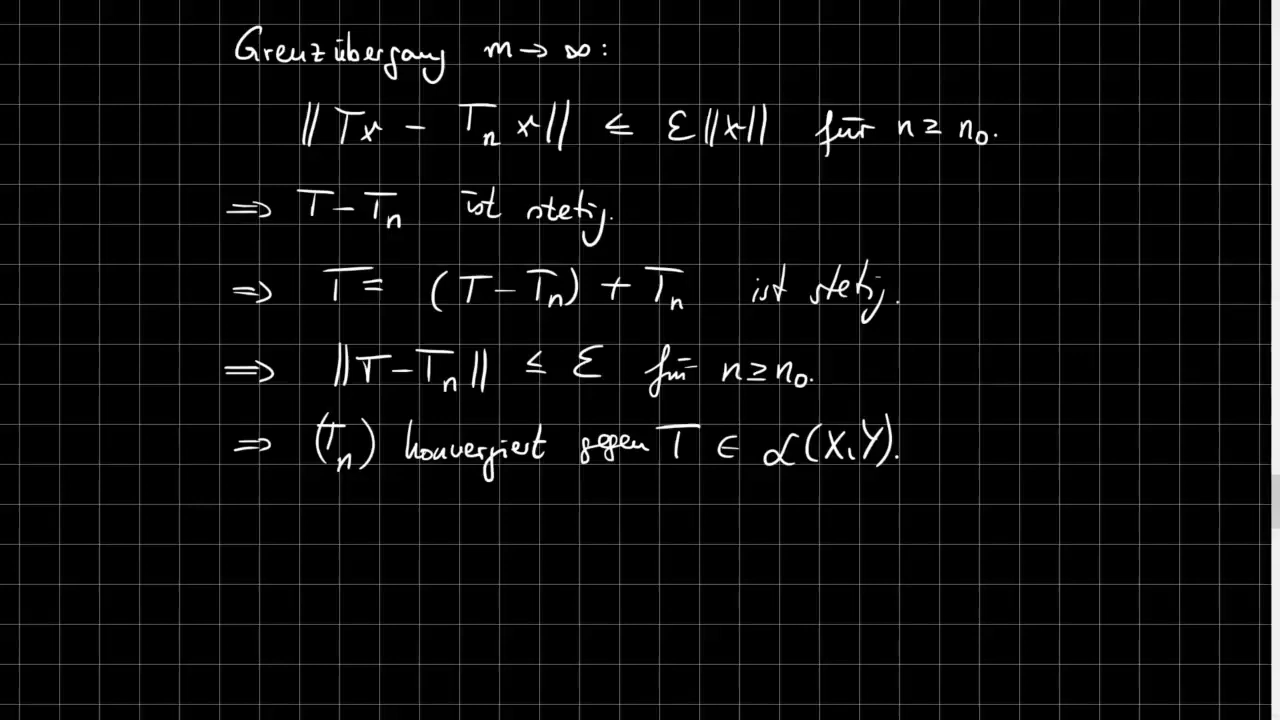 Grenzübergang m → ∞:
‖Tx − Tₙx‖ ≤ ε‖x‖ für n ≥ n₀.
⇒ T − Tₙ ist stetig.
⇒ T = (T − Tₙ) + Tₙ ist stetig.
⇒ ‖T − Tₙ‖ ≤ ε für n ≥ n₀.
⇒ (Tₙ) konvergiert gegen T ∈ ℒ(X,Y).